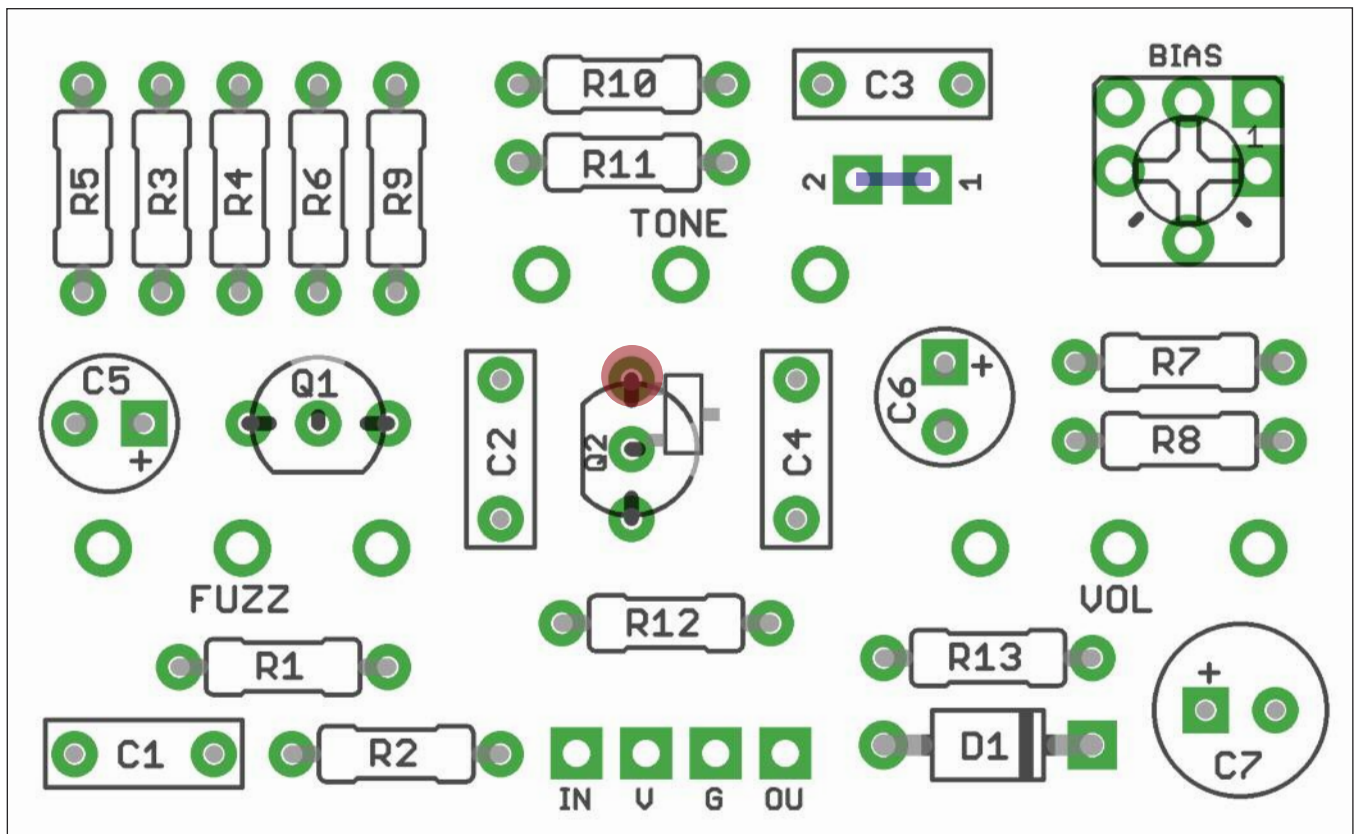 BIAS
R10
C3
1
R11
2
1
R5
R3
R4
R6
R9
TONE
C5
+
Q1
C2
Q2
C4
C6
+
R7
R8
FUZZ
VOL
R12
R1
R13
+
C7
C1
R2
D1
IN V G OU